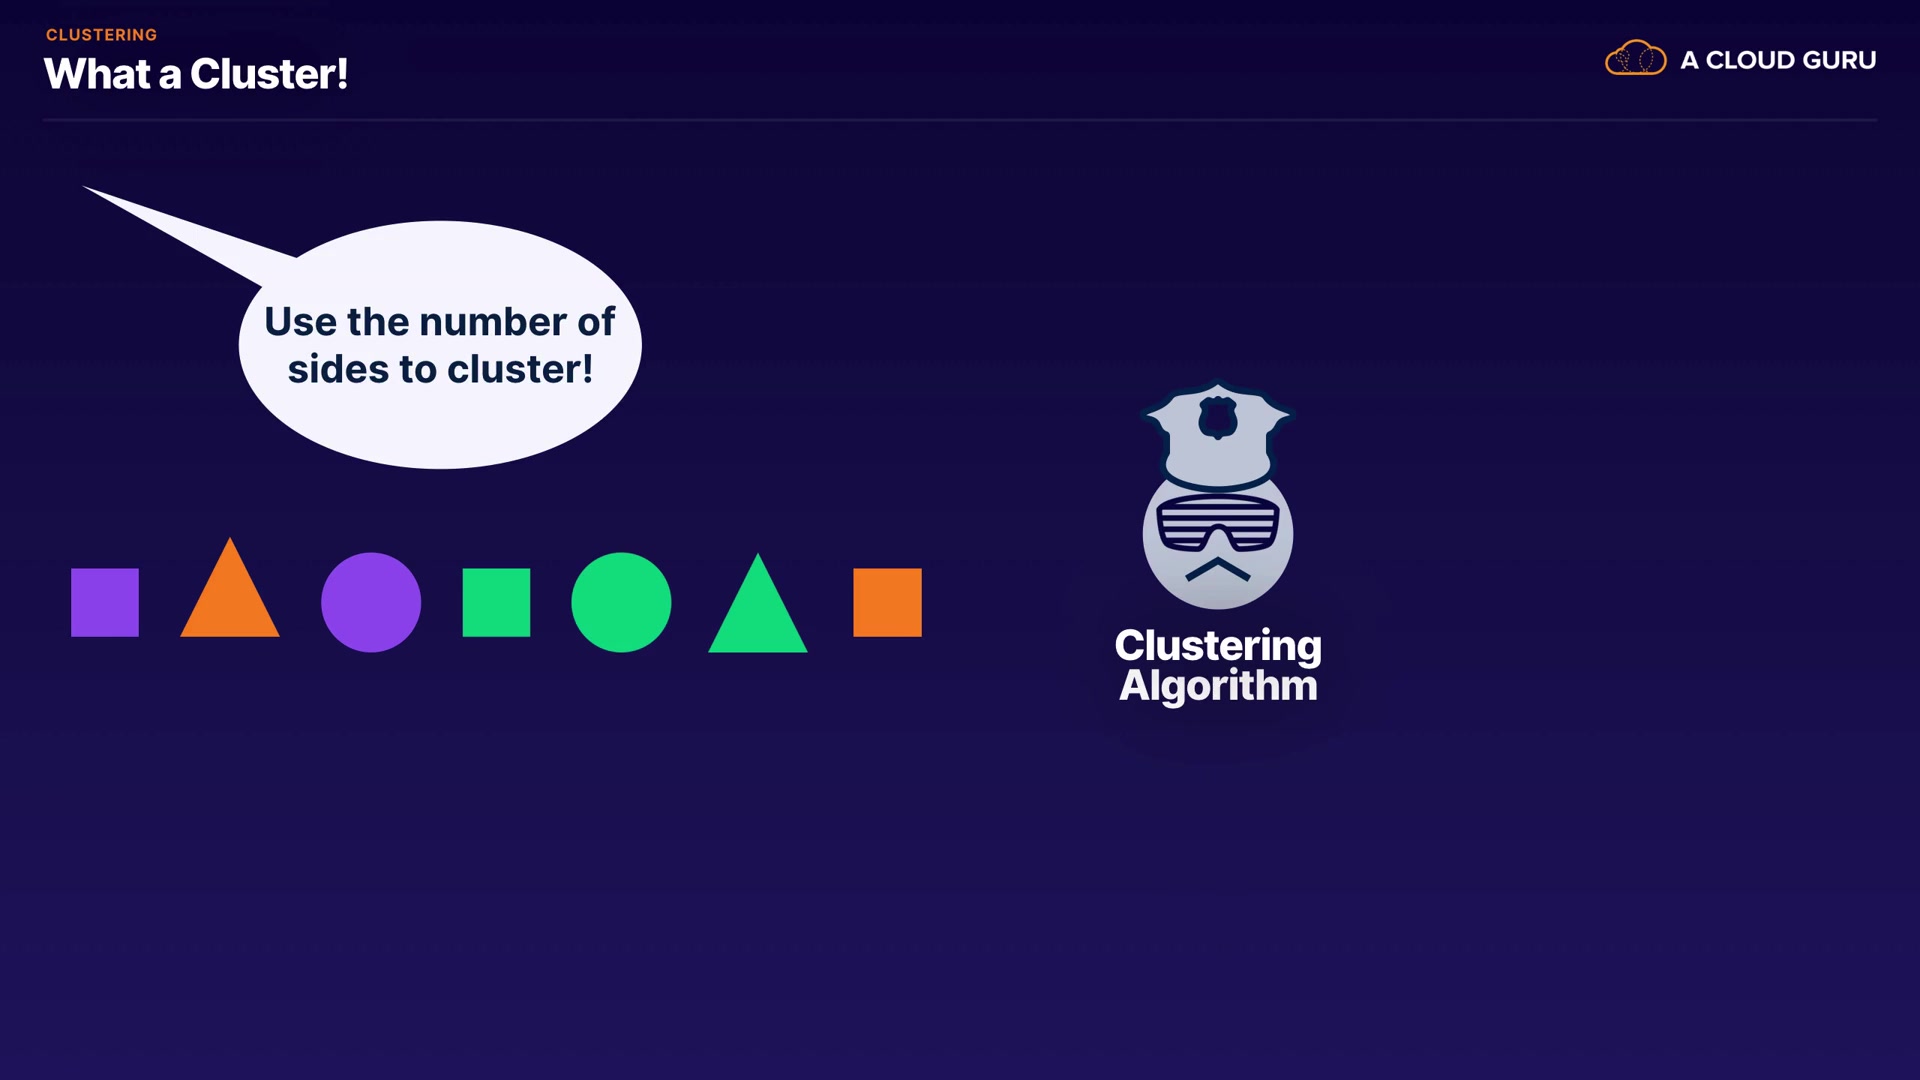 CLUSTERING
What a Cluster!
A CLOUD GURU
Use the number of
sides to cluster!
Clustering
Algorithm